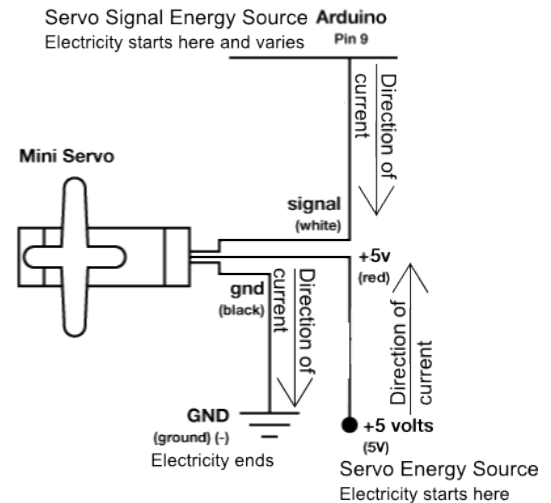 Servo Signal Energy Source
Electricity starts here and varies
Arduino
Pin 9
Direction of
current
Mini Servo
signal
(white)
+5v
(red)
gnd
(black)
Direction of
current
Direction of
current
GND
(ground) (-)
Electricity ends
+5 volts
(5V)
Servo Energy Source
Electricity starts here